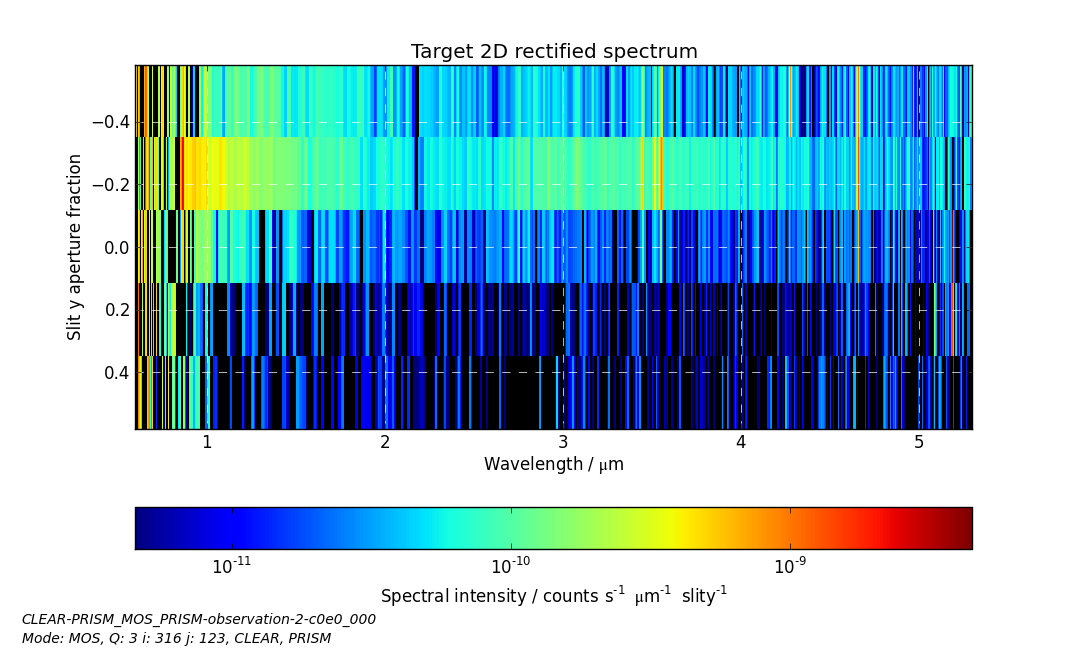 Target 2D rectified spectrum
Slit y aperture fraction
−0.4
−0.2
0.0
0.2
0.4
1 2 3 4 5
Wavelength / μm
10⁻¹¹ 10⁻¹⁰ 10⁻⁹
Spectral intensity / counts s⁻¹ μm⁻¹ slity⁻¹
CLEAR-PRISM_MOS_PRISM-observation-2-c0e0_000
Mode: MOS, Q: 3 i: 316 j: 123, CLEAR, PRISM